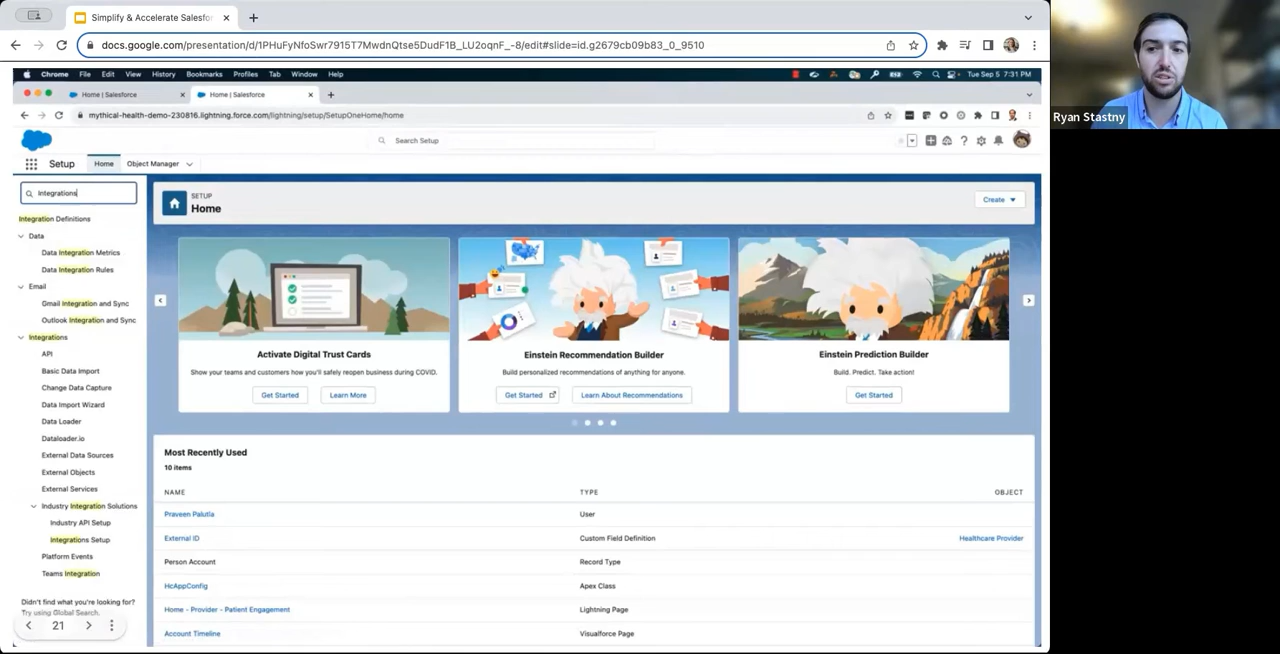 Simplify & Accelerate Salesfo
docs.google.com/presentation/d/1PHuFyNfoSwr7915T7MwdnQtse5DudF1B_LU2oqnF_-8/edit#slide=id.g2679cb09b83_0_9510
Chrome File Edit View History Bookmarks Profiles Tab Window Help
Tue Sep 5 7:31 PM
Home | Salesforce
Home | Salesforce
mythical-health-demo-230816.lightning.force.com/lightning/setup/SetupOneHome/home
Search Setup
Setup
Home
Object Manager
Integrations
Integration Definitions
Data
Data Integration Metrics
Data Integration Rules
Email
Gmail Integration and Sync
Outlook Integration and Sync
Integrations
API
Basic Data Import
Change Data Capture
Data Import Wizard
Data Loader
Dataloader.io
External Data Sources
External Objects
External Services
Industry Integration Solutions
Industry API Setup
Integrations Setup
Platform Events
Teams Integration
Didn't find what you're looking for?
Try using Global Search.
21
SETUP
Home
Create
Activate Digital Trust Cards
Show your teams and customers how you'll safely reopen business during COVID.
Get Started
Learn More
Einstein Recommendation Builder
Build personalized recommendations of anything for anyone.
Get Started
Learn About Recommendations
Einstein Prediction Builder
Build. Predict. Take action!
Get Started
Most Recently Used
10 items
NAME TYPE OBJECT
Praveen Palutla User
External ID Custom Field Definition Healthcare Provider
Person Account Record Type
HcAppConfig Apex Class
Home - Provider - Patient Engagement Lightning Page
Account Timeline Visualforce Page
Ryan Stastny